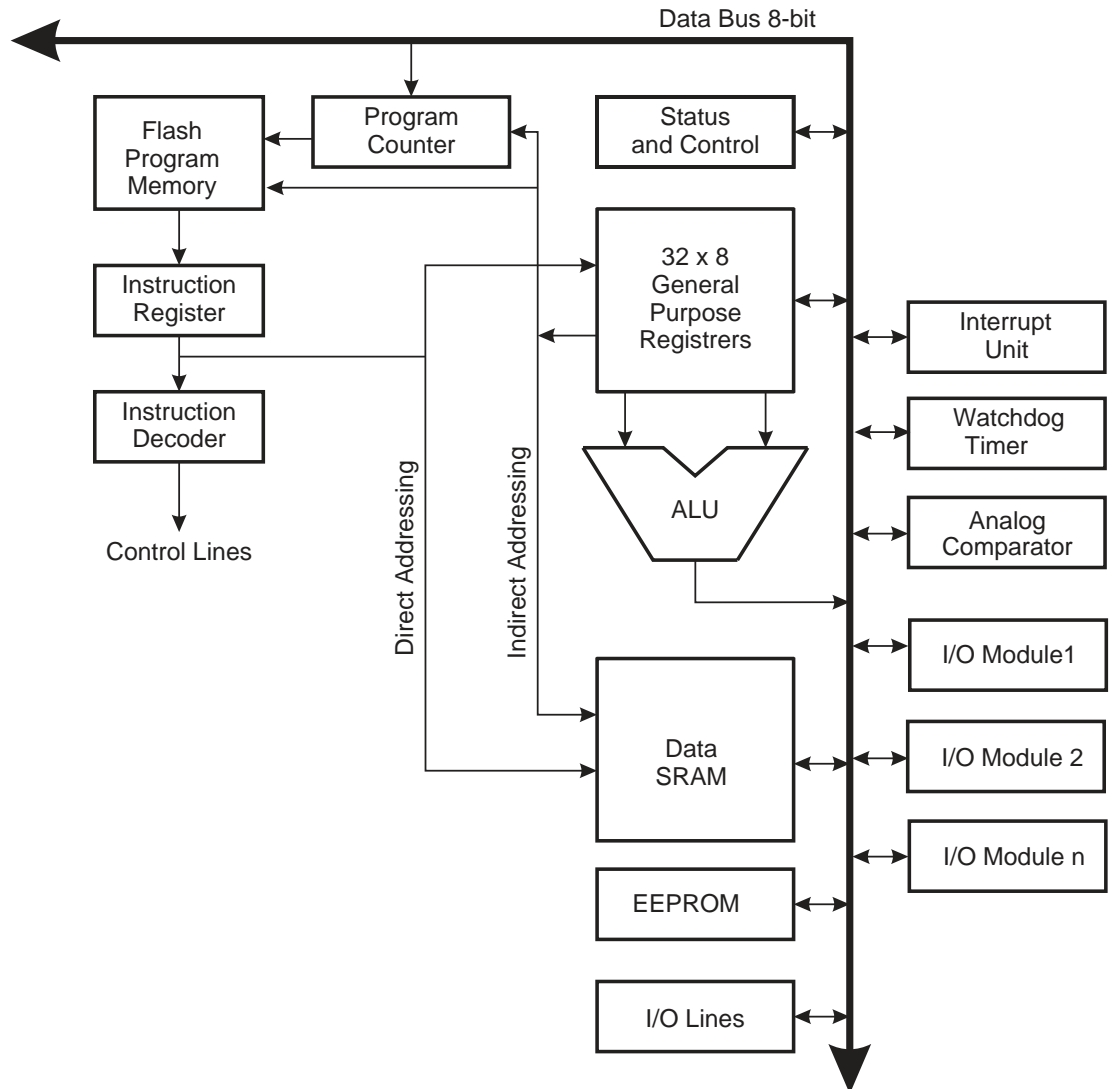 Data Bus 8-bit
Flash
Program
Memory
Program
Counter
Status
and Control
32 x 8
General
Purpose
Registrers
Instruction
Register
Instruction
Decoder
Control Lines
Direct Addressing
Indirect Addressing
ALU
Interrupt
Unit
Watchdog
Timer
Analog
Comparator
I/O Module1
Data
SRAM
I/O Module 2
I/O Module n
EEPROM
I/O Lines